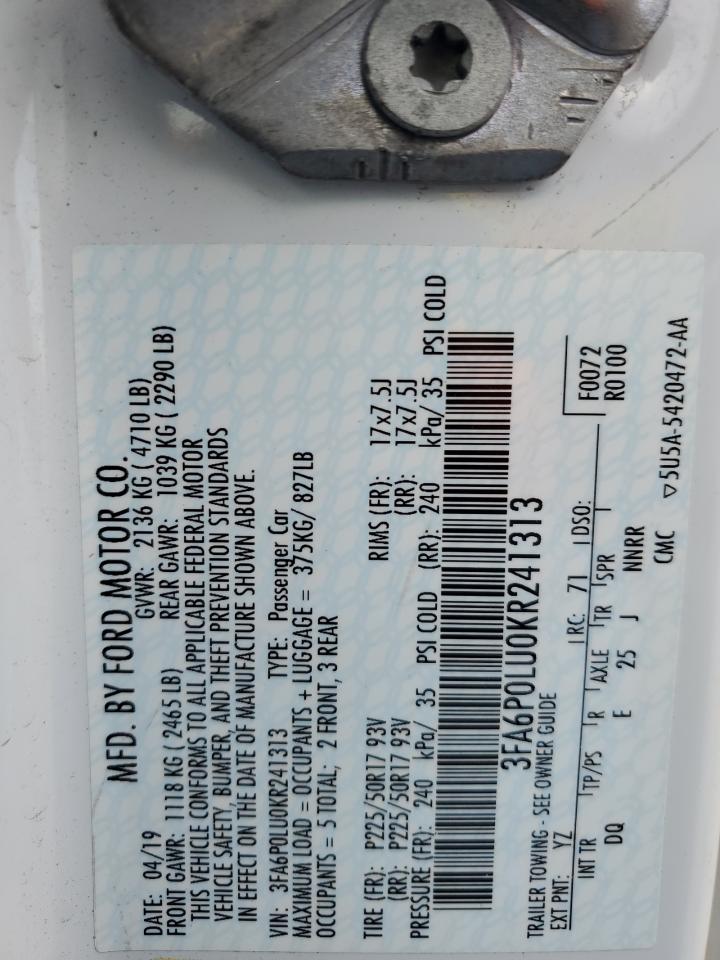 MFD. BY FORD MOTOR CO.
DATE: 04/19 GVWR: 2136 KG ( 4710 LB)
FRONT GAWR: 1118 KG ( 2465 LB) REAR GAWR: 1039 KG ( 2290 LB)
THIS VEHICLE CONFORMS TO ALL APPLICABLE FEDERAL MOTOR
VEHICLE SAFETY, BUMPER, AND THEFT PREVENTION STANDARDS
IN EFFECT ON THE DATE OF MANUFACTURE SHOWN ABOVE.
VIN: 3FA6P0LU0KR241313 TYPE: Passenger Car
MAXIMUM LOAD = OCCUPANTS + LUGGAGE = 375KG/ 827LB
OCCUPANTS = 5 TOTAL; 2 FRONT, 3 REAR
TIRE (FR): P225/50R17 93V RIMS (FR): 17x7.5J
(RR): P225/50R17 93V (RR): 17x7.5J
PRESSURE (FR): 240 kPa/ 35 PSI COLD (RR): 240 kPa/ 35 PSI COLD
3FA6P0LU0KR241313
TRAILER TOWING - SEE OWNER GUIDE
F0072
EXT PNT: YZ RC: 71 DSO: R0100
INT TR TP/PS R AXLE TR SPR
DQ E 25 J NNRR
CMC ▽5U5A-5420472-AA